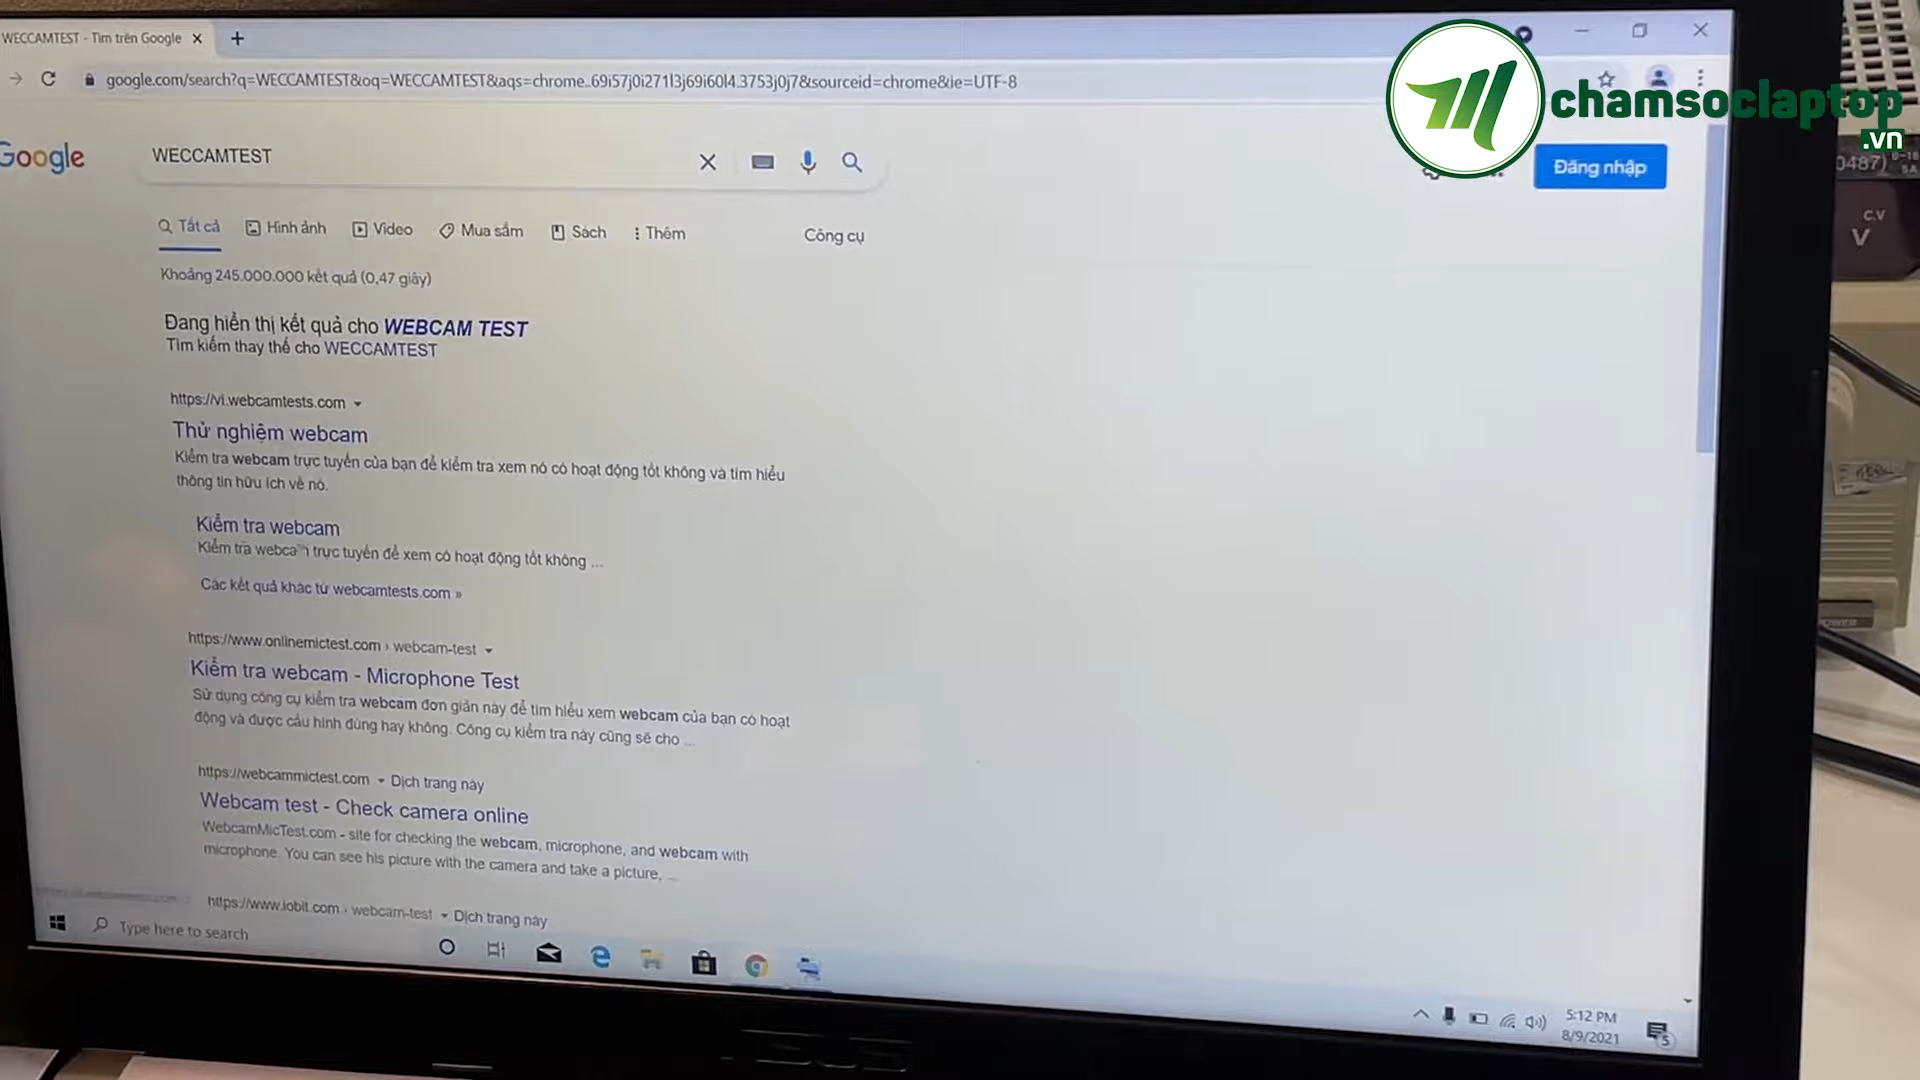 WECCAMTEST - Tìm trên Google
google.com/search?q=WECCAMTEST&oq=WECCAMTEST&aqs=chrome..69i57j0i271l3j69i60l4.3753j0j7&sourceid=chrome&ie=UTF-8
chamsoclaptop
.vn
Google
WECCAMTEST
Đăng nhập
Tất cả
Hình ảnh
Video
Mua sắm
Sách
Thêm
Công cụ
Khoảng 245.000.000 kết quả (0,47 giây)
Đang hiển thị kết quả cho WEBCAM TEST
Tìm kiếm thay thế cho WECCAMTEST
https://vi.webcamtests.com
Thử nghiệm webcam
Kiểm tra webcam trực tuyến của bạn để kiểm tra xem nó có hoạt động tốt không và tìm hiểu
thông tin hữu ích về nó.
Kiểm tra webcam
Kiểm tra webcam trực tuyến để xem có hoạt động tốt không ...
Các kết quả khác từ webcamtests.com »
https://www.onlinemictest.com › webcam-test
Kiểm tra webcam - Microphone Test
Sử dụng công cụ kiểm tra webcam đơn giản này để tìm hiểu xem webcam của bạn có hoạt
động và được cấu hình đúng hay không. Công cụ kiểm tra này cũng sẽ cho ...
https://webcammictest.com
Dịch trang này
Webcam test - Check camera online
WebcamMicTest.com - site for checking the webcam, microphone, and webcam with
microphone. You can see his picture with the camera and take a picture, ...
https://www.iobit.com › webcam-test
Dịch trang này
Type here to search
5:12 PM
8/9/2021
5
ASUS
0487)
C.V
V
POWER